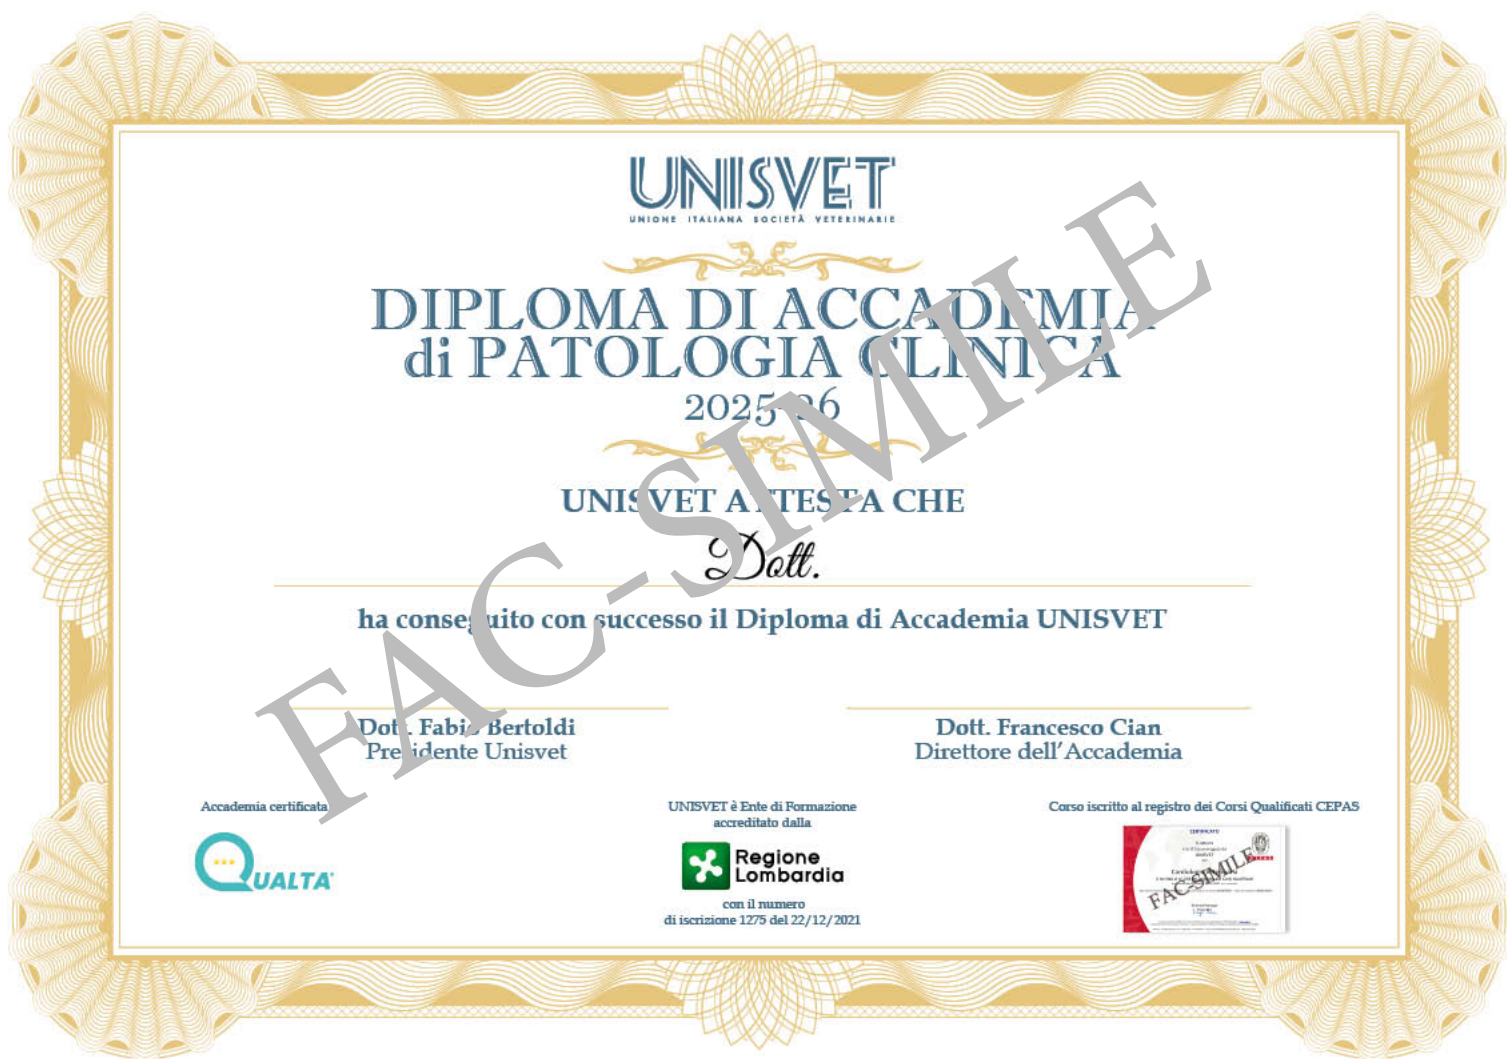 UNISVET
UNIONE ITALIANA SOCIETÀ VETERINARIE
DIPLOMA DI ACCADEMIA
di PATOLOGIA CLINICA
2025-26
UNISVET ATTESTA CHE
Dott.
ha conseguito con successo il Diploma di Accademia UNISVET
FAC-SIMILE
Dott. Fabio Bertoldi
Presidente Unisvet
Dott. Francesco Cian
Direttore dell'Accademia
Accademia certificata
QUALTA
UNISVET è Ente di Formazione
accreditato dalla
Regione
Lombardia
con il numero
di iscrizione 1275 del 22/12/2021
Corso iscritto al registro dei Corsi Qualificati CEPAS
CERTIFICATO
FAC-SIMILE